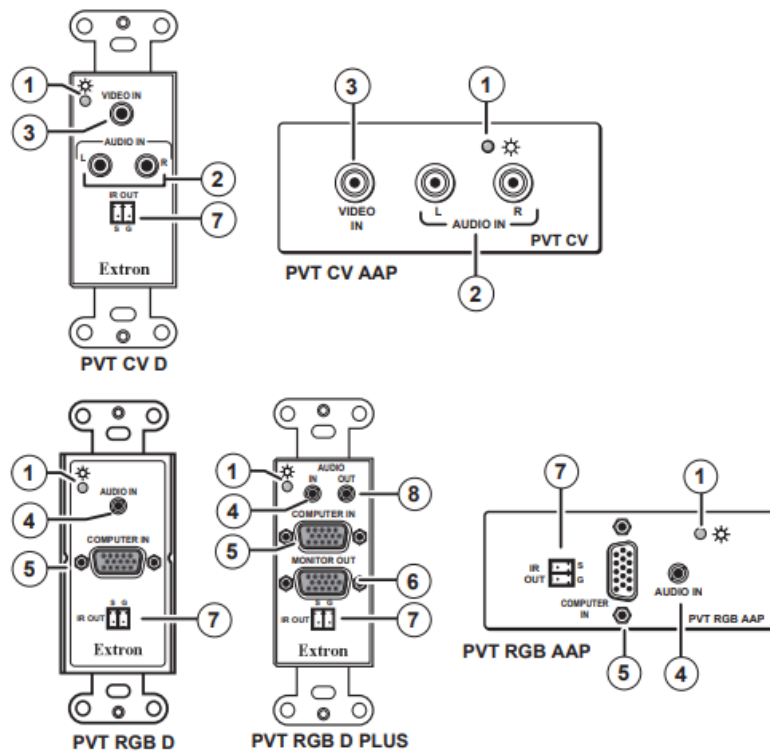 1
VIDEO IN
3
AUDIO IN
L R
2
IR OUT
7
S G
Extron
PVT CV D
3 1
VIDEO
IN
L R
AUDIO IN
PVT CV
PVT CV AAP
2
1
AUDIO IN
4
COMPUTER IN
5
S G
IR OUT
7
Extron
PVT RGB D
1
AUDIO
IN OUT
4 8
COMPUTER IN
5
MONITOR OUT
6
S G
IR OUT
7
Extron
PVT RGB D PLUS
7 1
IR
OUT
S
G
COMPUTER
IN
AUDIO IN
PVT RGB AAP
PVT RGB AAP
5 4